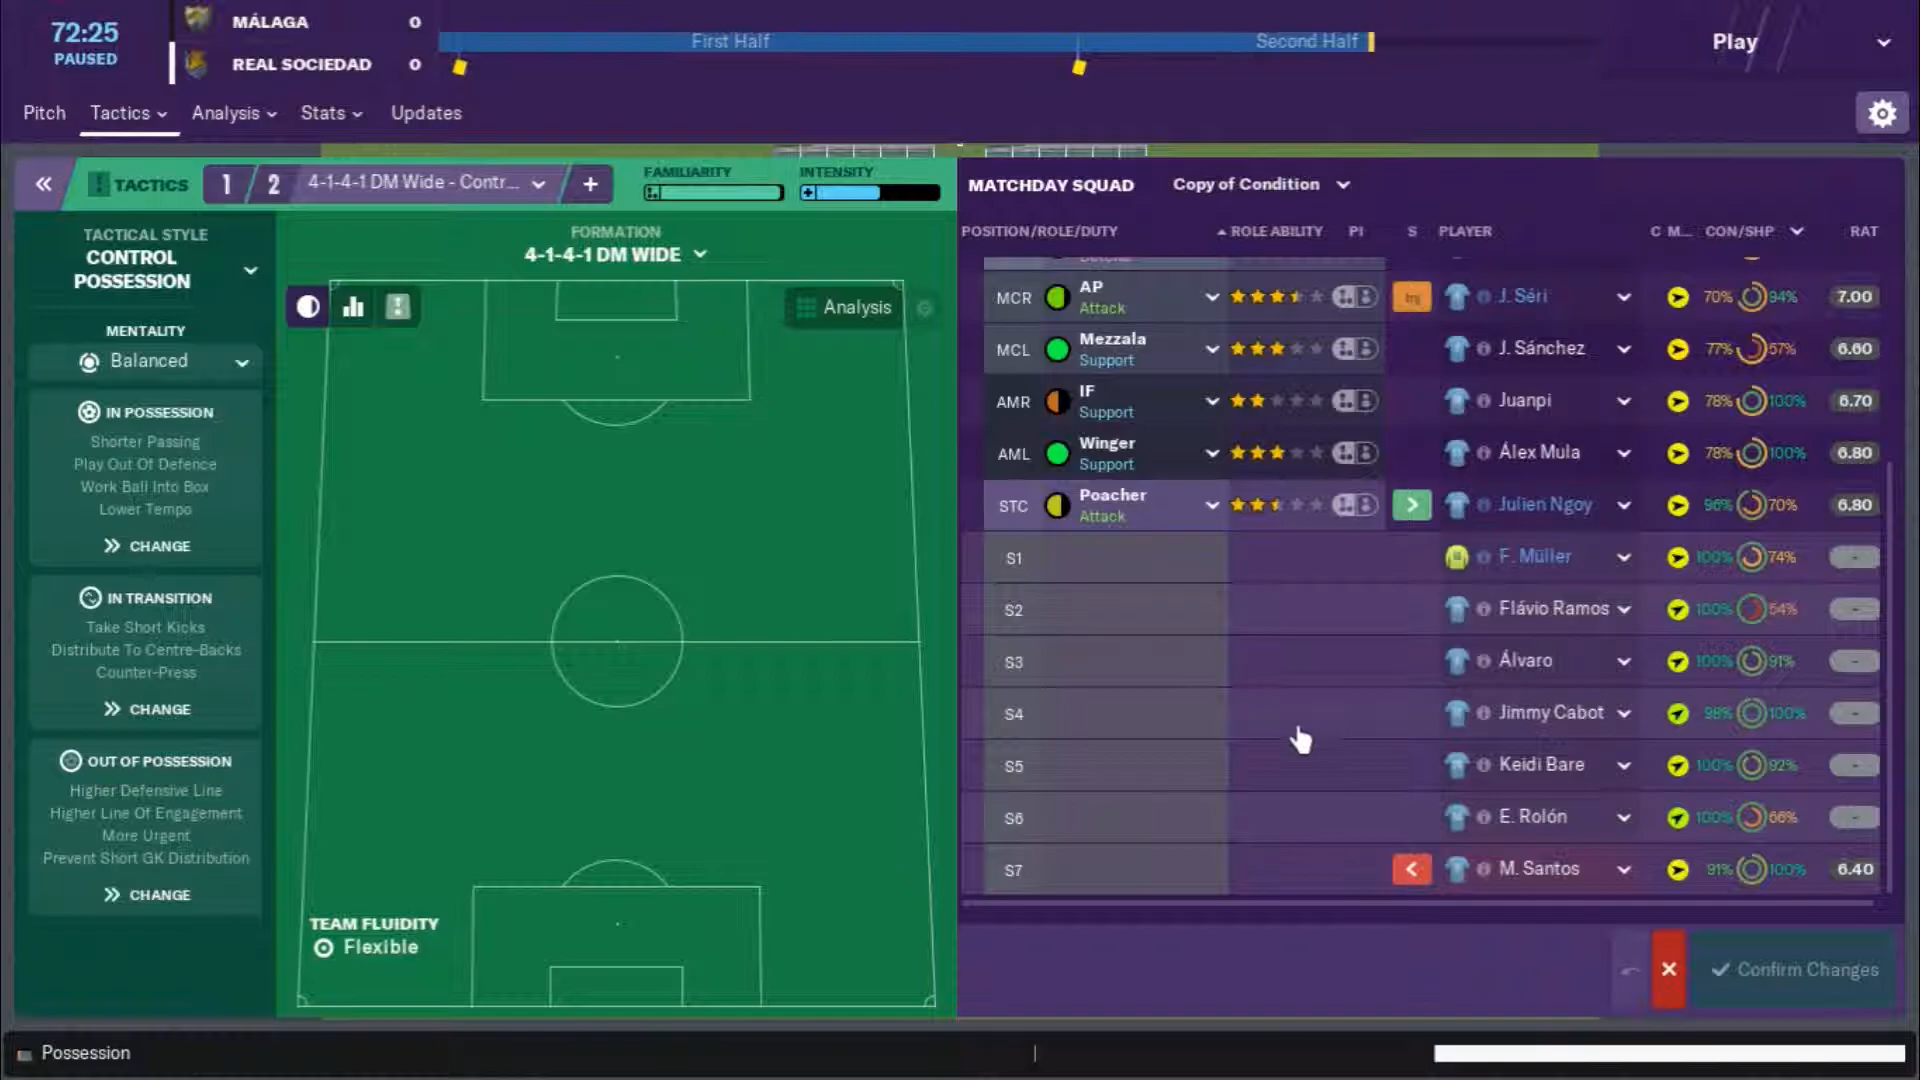 72:25
PAUSED
MÁLAGA 0
REAL SOCIEDAD 0
First Half
Second Half
Play
Pitch
Tactics
Analysis
Stats
Updates
TACTICS
1
2
4-1-4-1 DM Wide - Contr...
FAMILIARITY
INTENSITY
TACTICAL STYLE
CONTROL
POSSESSION
MENTALITY
Balanced
IN POSSESSION
Shorter Passing
Play Out Of Defence
Work Ball Into Box
Lower Tempo
CHANGE
IN TRANSITION
Take Short Kicks
Distribute To Centre-Backs
Counter-Press
CHANGE
OUT OF POSSESSION
Higher Defensive Line
Higher Line Of Engagement
More Urgent
Prevent Short GK Distribution
CHANGE
FORMATION
4-1-4-1 DM WIDE
Analysis
TEAM FLUIDITY
Flexible
MATCHDAY SQUAD
Copy of Condition
POSITION/ROLE/DUTY ROLE ABILITY PI S PLAYER C M... CON/SHP RAT
MCR AP Attack Inj J. Séri 70% 94% 7.00
MCL Mezzala Support J. Sánchez 77% 57% 6.60
AMR IF Support Juanpi 78% 100% 6.70
AML Winger Support Álex Mula 78% 100% 6.80
STC Poacher Attack Julien Ngoy 96% 70% 6.80
S1 F. Müller 100% 74% -
S2 Flávio Ramos 100% 54% -
S3 Álvaro 100% 91% -
S4 Jimmy Cabot 98% 100% -
S5 Keidi Bare 100% 92% -
S6 E. Rolón 100% 66% -
S7 M. Santos 91% 100% 6.40
Confirm Changes
Possession